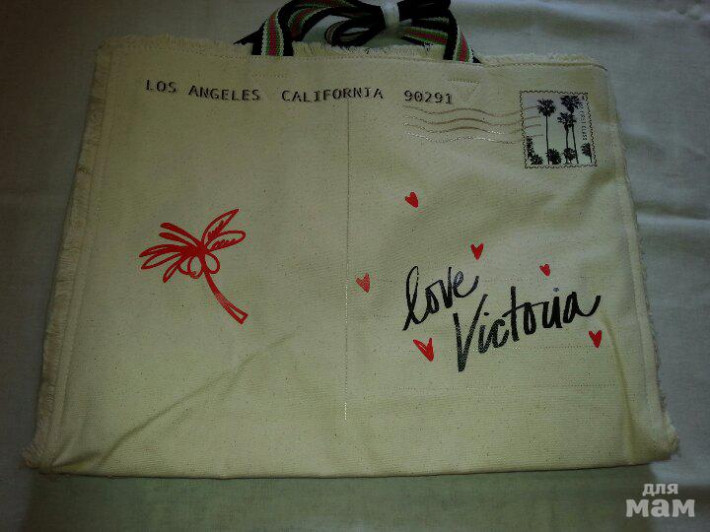 LOS ANGELES CALIFORNIA 90291
love
Victoria
для
мам